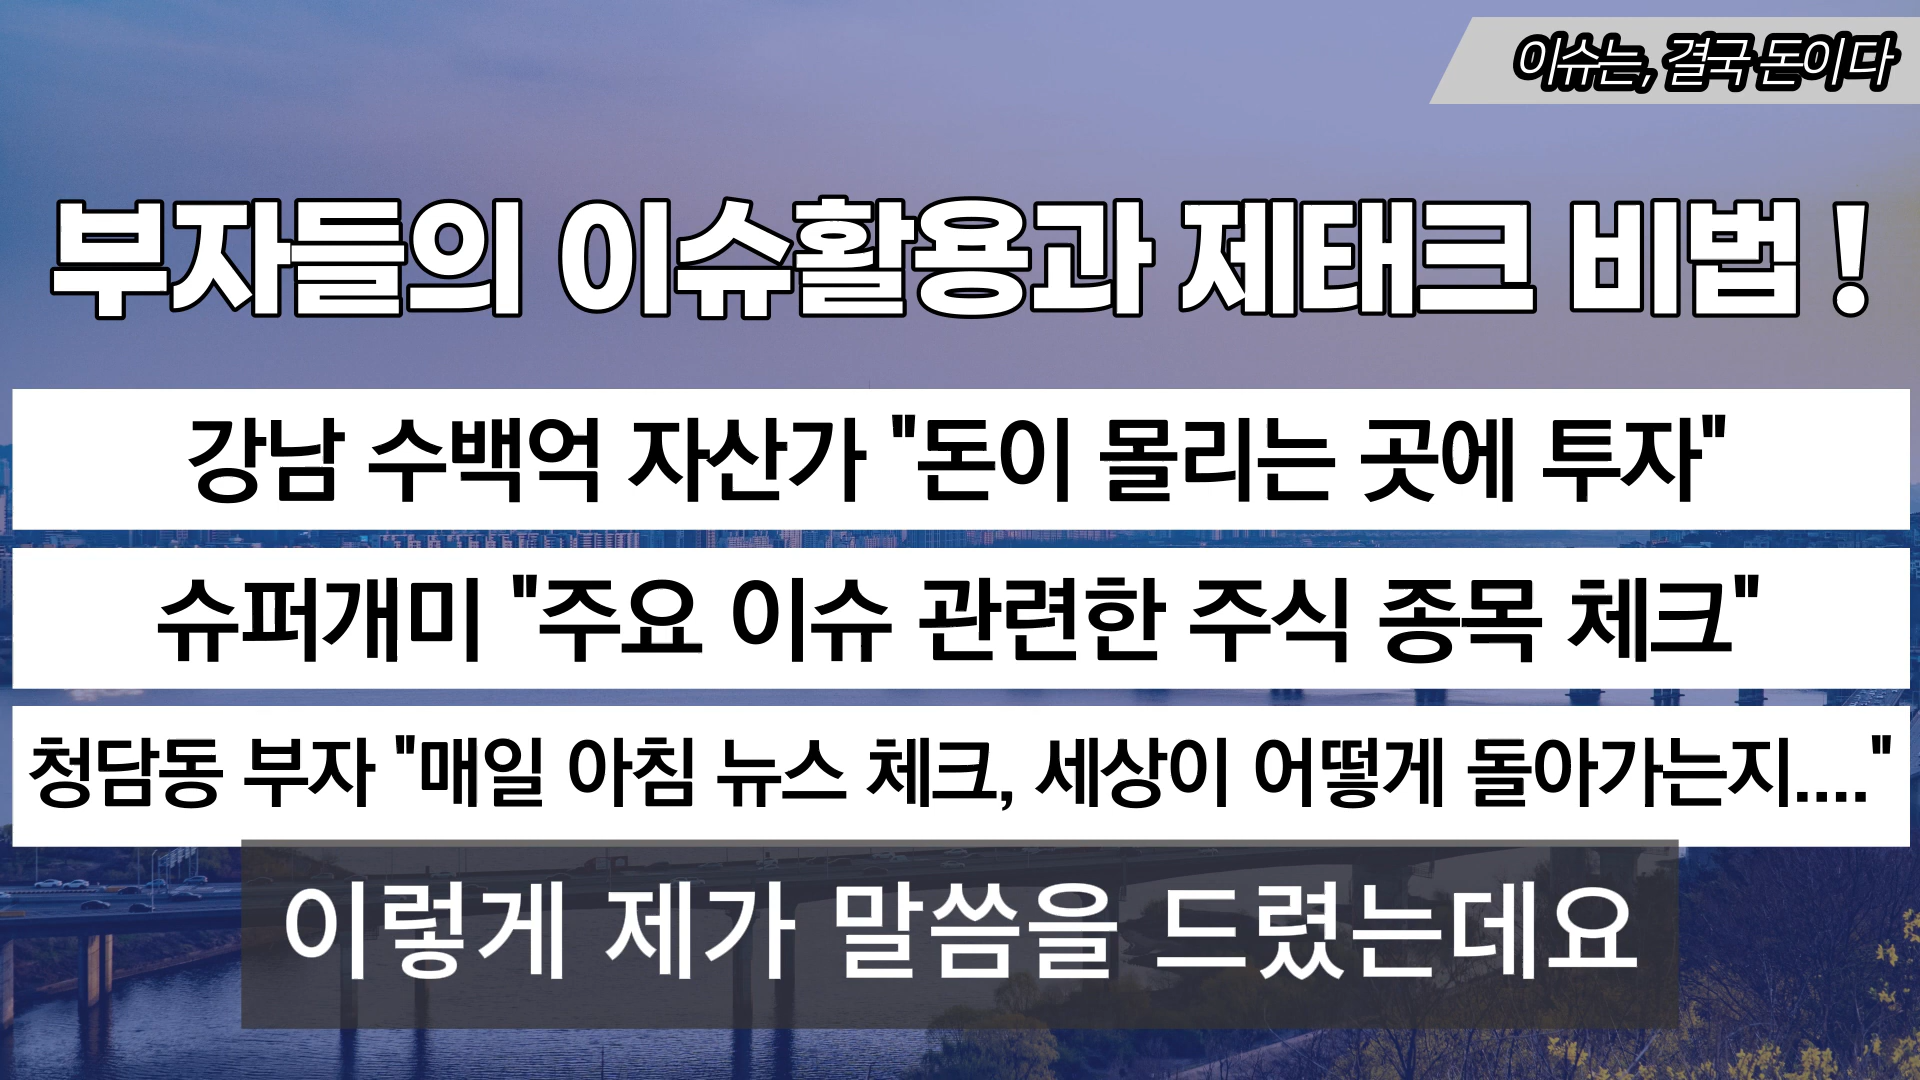 이슈는, 결국 돈이다
부자들의 이슈활용과 제태크 비법 !
강남 수백억 자산가 "돈이 몰리는 곳에 투자"
슈퍼개미 "주요 이슈 관련한 주식 종목 체크"
청담동 부자 "매일 아침 뉴스 체크, 세상이 어떻게 돌아가는지...."
이렇게 제가 말씀을 드렸는데요